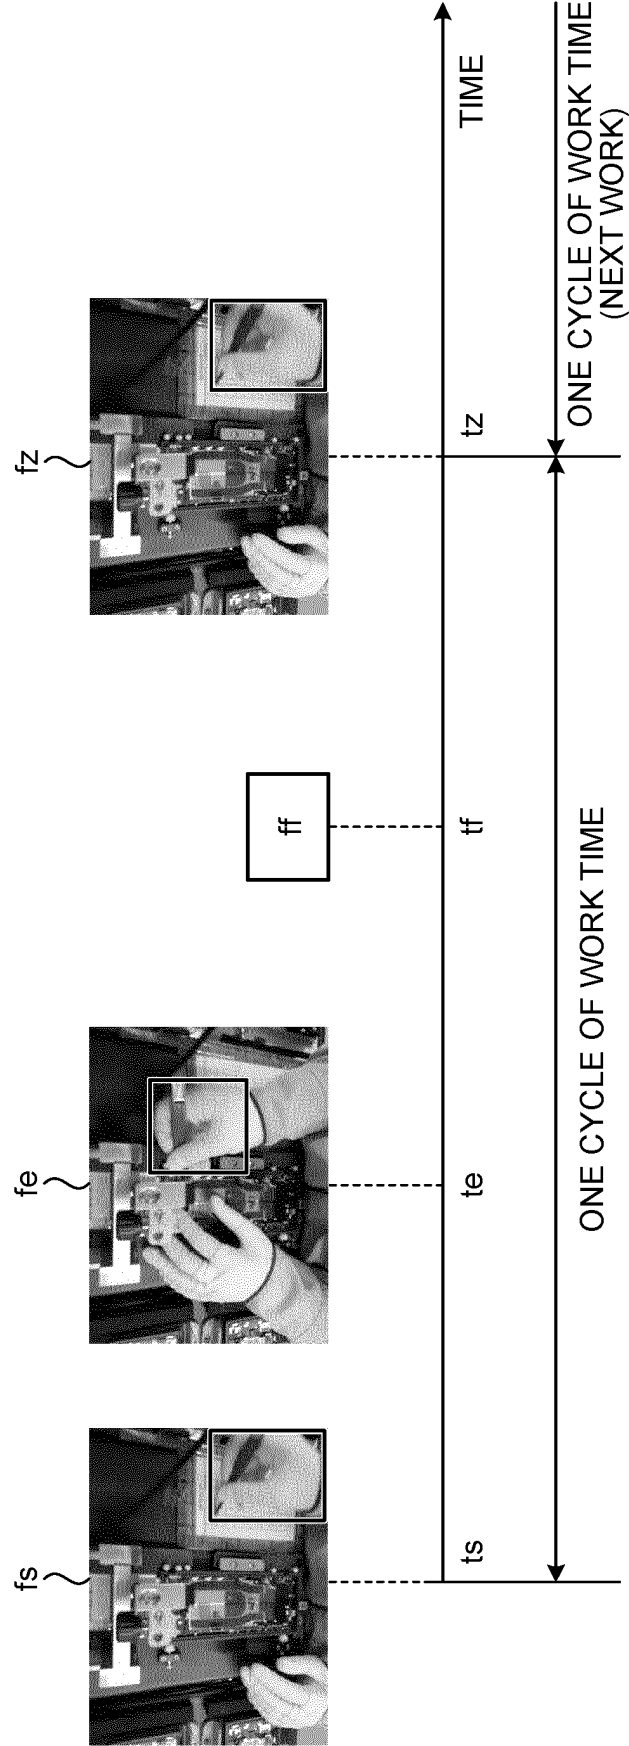 fs
fe
fz
ff
ts
te
tf
tz
TIME
ONE CYCLE OF WORK TIME
ONE CYCLE OF WORK TIME
(NEXT WORK)